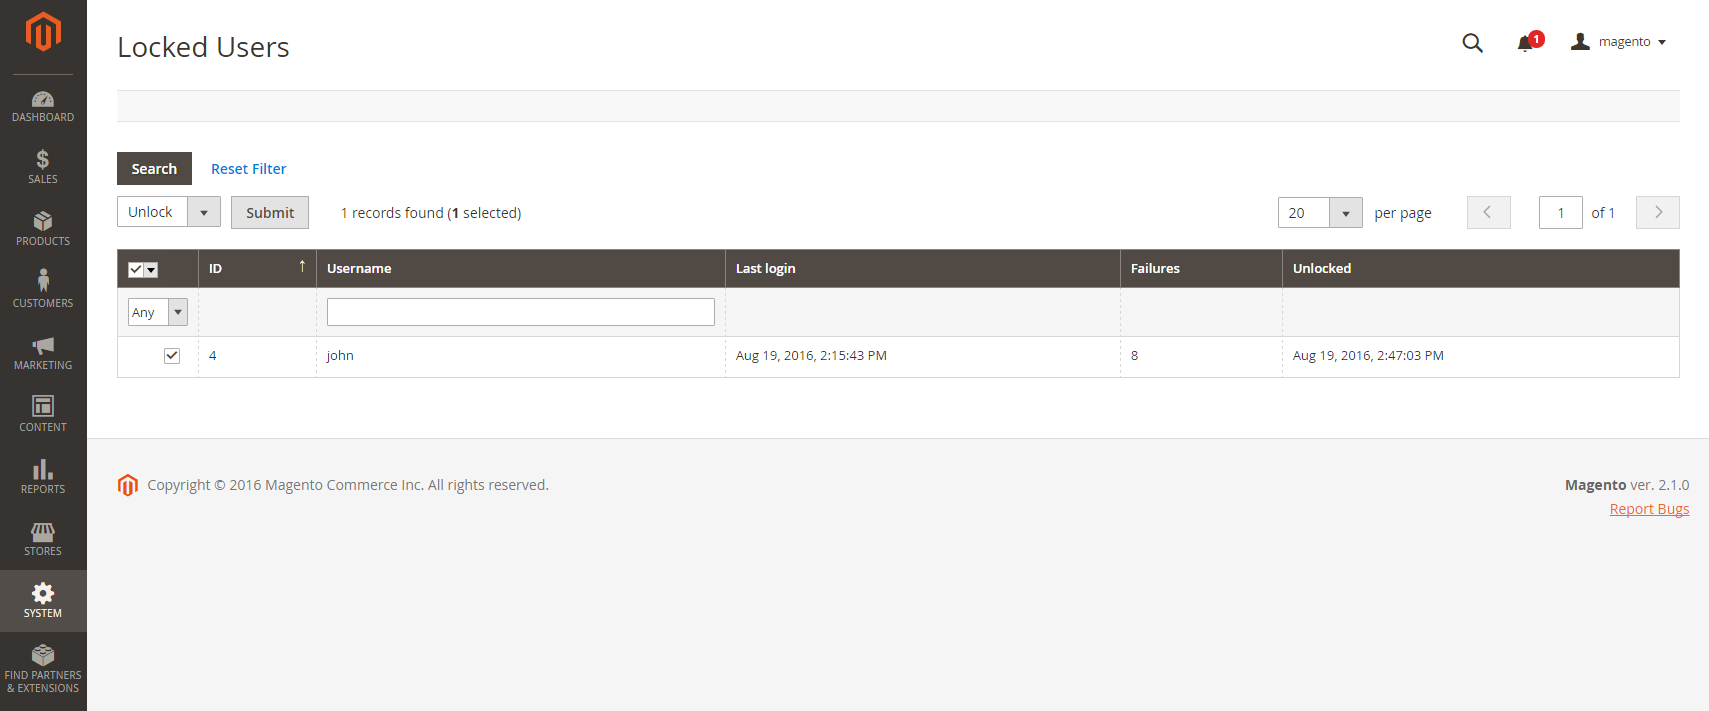 Locked Users
1
magento
DASHBOARD
SALES
PRODUCTS
CUSTOMERS
MARKETING
CONTENT
REPORTS
STORES
SYSTEM
FIND PARTNERS
& EXTENSIONS
Search Reset Filter
Unlock Submit 1 records found (1 selected) 20 per page 1 of 1
ID ↑ Username Last login Failures Unlocked
Any
4 john Aug 19, 2016, 2:15:43 PM 8 Aug 19, 2016, 2:47:03 PM
Copyright © 2016 Magento Commerce Inc. All rights reserved. Magento ver. 2.1.0
Report Bugs